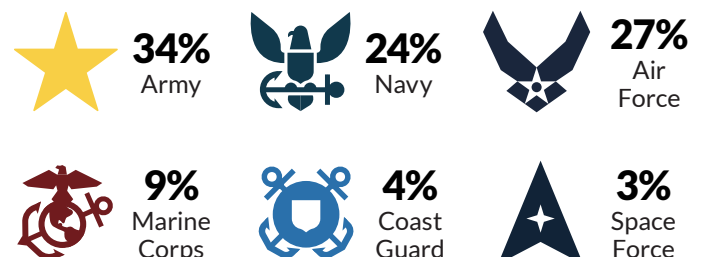 34%
Army
24%
Navy
27%
Air
Force
9%
Marine
Corps
4%
Coast
Guard
3%
Space
Force